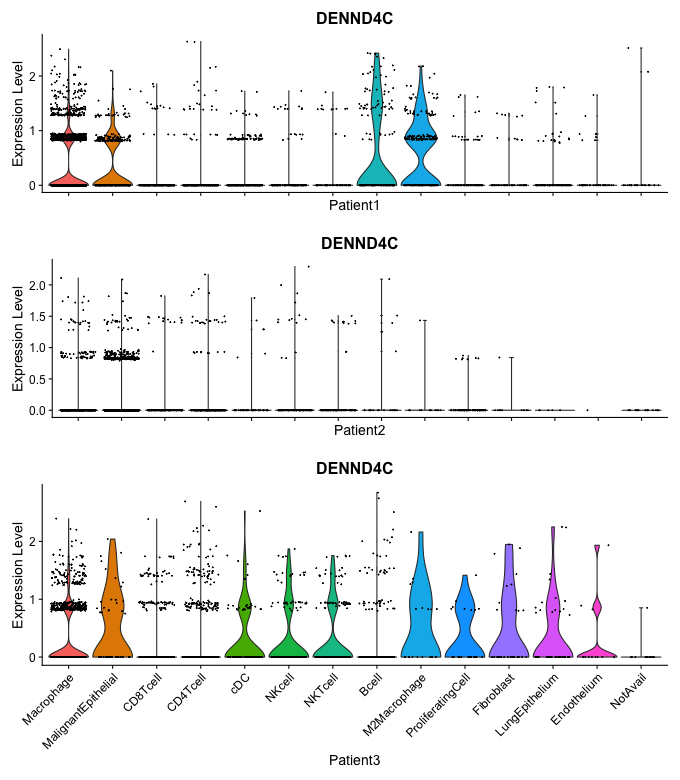 DENND4C
Expression Level
2
1
0
Patient1
DENND4C
Expression Level
2.0
1.5
1.0
0.5
0.0
Patient2
DENND4C
Expression Level
2
1
0
Macrophage
MalignantEpithelial
CD8Tcell
CD4Tcell
cDC
NKcell
NKTcell
Bcell
M2Macrophage
ProliferatingCell
Fibroblast
LungEpithelium
Endothelium
NotAvail
Patient3